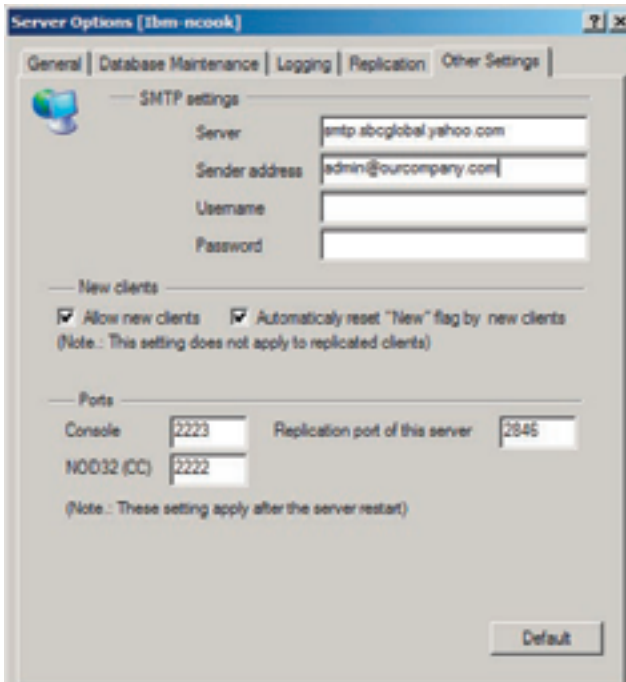 Server Options [Ibm-ncook]
General Database Maintenance Logging Replication Other Settings
SMTP settings
Server smtp.sbcglobal.yahoo.com
Sender address admin@ourcompany.com
Username
Password
New clients
Allow new clients Automaticaly reset "New" flag by new clients
(Note.: This setting does not apply to replicated clients)
Ports
Console 2223 Replication port of this server 2846
NOD32 (CC) 2222
(Note.: These setting apply after the server restart)
Default